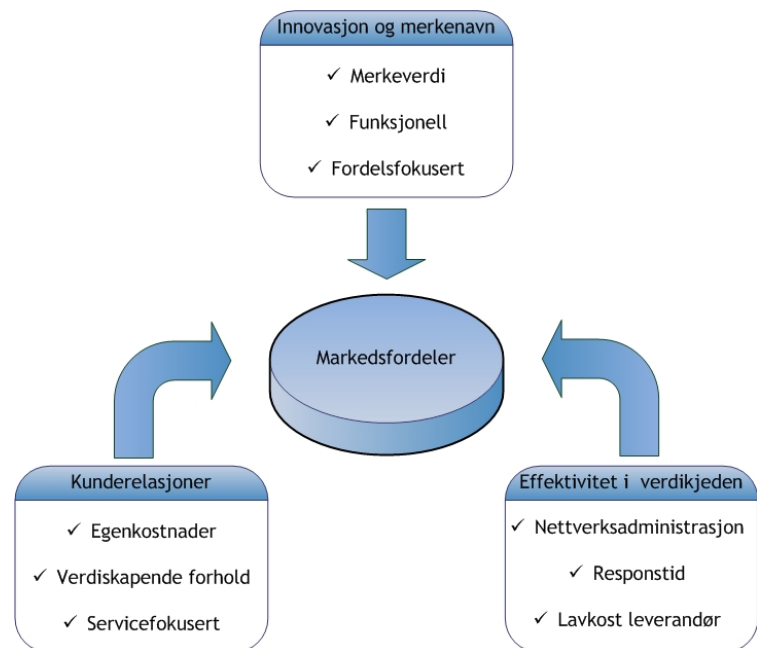 Innovasjon og merkenavn
✓ Merkeverdi
✓ Funksjonell
✓ Fordelsfokusert
Markedsfordeler
Kunderelasjoner
✓ Egenkostnader
✓ Verdiskapende forhold
✓ Servicefokusert
Effektivitet i verdikjeden
✓ Nettverksadministrasjon
✓ Responstid
✓ Lavkost leverandør